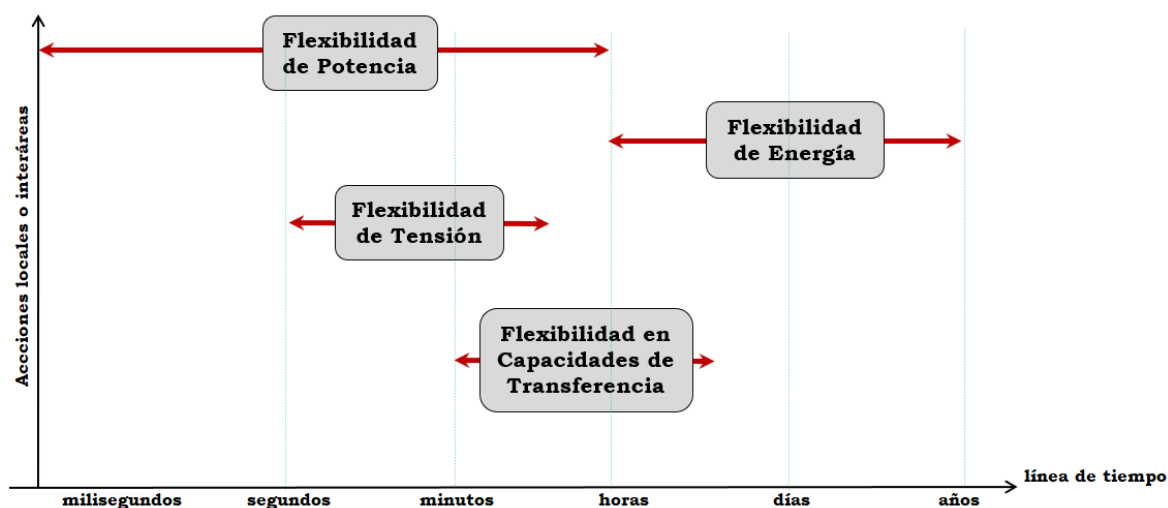 Flexibilidad
de Potencia
Flexibilidad
de Energía
Flexibilidad
de Tensión
Flexibilidad en
Capacidades de
Transferencia
Accciones locales o interáreas
línea de tiempo
milisegundos
segundos
minutos
horas
días
años